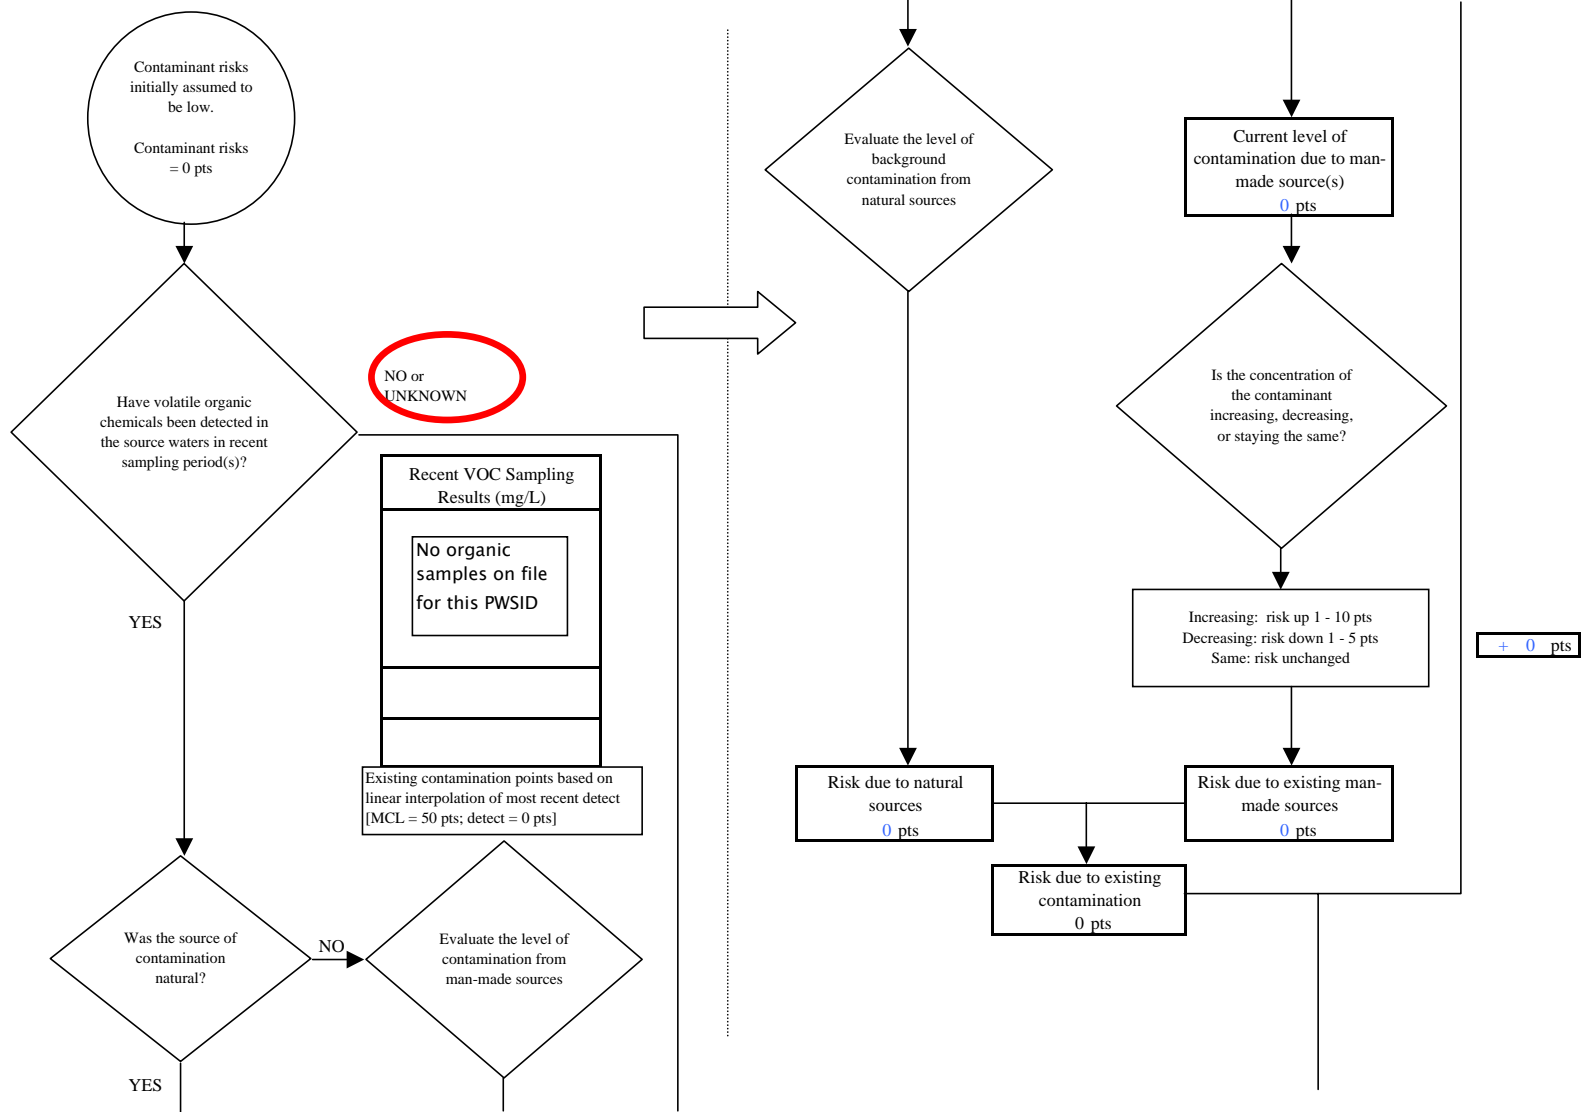 Contaminant risks
initially assumed to
be low.
Contaminant risks
= 0 pts
Have volatile organic
chemicals been detected in
the source waters in recent
sampling period(s)?
NO or
UNKNOWN
Recent VOC Sampling
Results (mg/L)
No organic
samples on file
for this PWSID
YES
Existing contamination points based on
linear interpolation of most recent detect
[MCL = 50 pts; detect = 0 pts]
Was the source of
contamination
natural?
NO
Evaluate the level of
contamination from
man-made sources
YES
Evaluate the level of
background
contamination from
natural sources
Current level of
contamination due to man-
made source(s)
0 pts
Is the concentration of
the contaminant
increasing, decreasing,
or staying the same?
Increasing: risk up 1 - 10 pts
Decreasing: risk down 1 - 5 pts
Same: risk unchanged
+ 0 pts
Risk due to natural
sources
0 pts
Risk due to existing man-
made sources
0 pts
Risk due to existing
contamination
0 pts